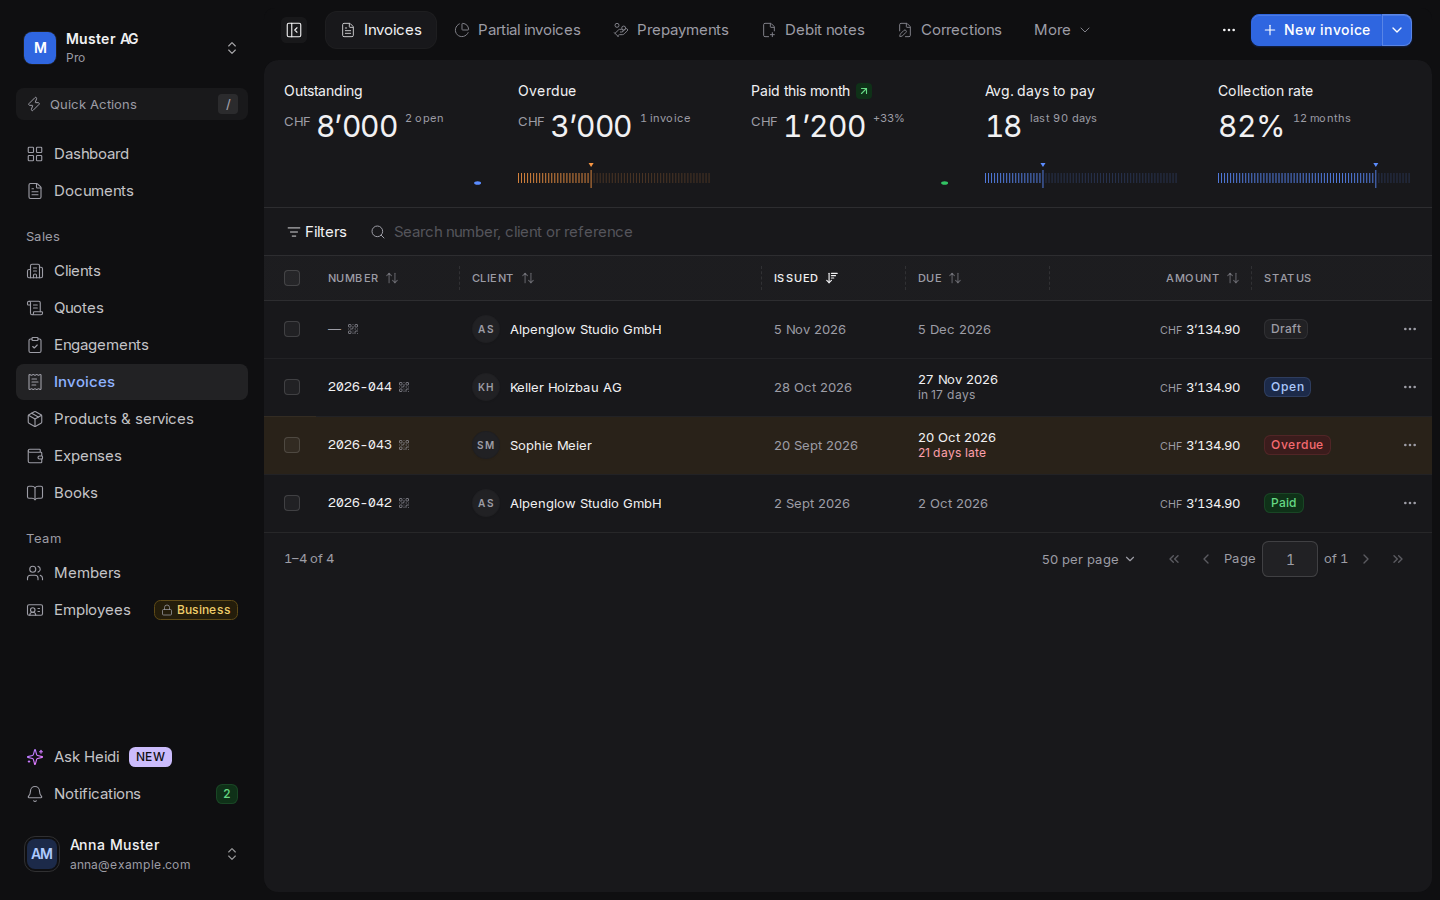 Muster AG
Pro
Quick Actions /
Dashboard
Documents
Sales
Clients
Quotes
Engagements
Invoices
Products & services
Expenses
Books
Team
Members
Employees Business
Ask Heidi NEW
Notifications 2
AM Anna Muster
anna@example.com
M
Invoices Partial invoices Prepayments Debit notes Corrections More
New invoice
Outstanding
CHF 8’000 2 open
Overdue
CHF 3’000 1 invoice
Paid this month
CHF 1’200 +33%
Avg. days to pay
18 last 90 days
Collection rate
82% 12 months
Filters Search number, client or reference
NUMBER CLIENT ISSUED DUE AMOUNT STATUS
— AS Alpenglow Studio GmbH 5 Nov 2026 5 Dec 2026 CHF 3’134.90 Draft
2026-044 KH Keller Holzbau AG 28 Oct 2026 27 Nov 2026 CHF 3’134.90 Open
in 17 days
2026-043 SM Sophie Meier 20 Sept 2026 20 Oct 2026 CHF 3’134.90 Overdue
21 days late
2026-042 AS Alpenglow Studio GmbH 2 Sept 2026 2 Oct 2026 CHF 3’134.90 Paid
1–4 of 4 50 per page Page 1 of 1